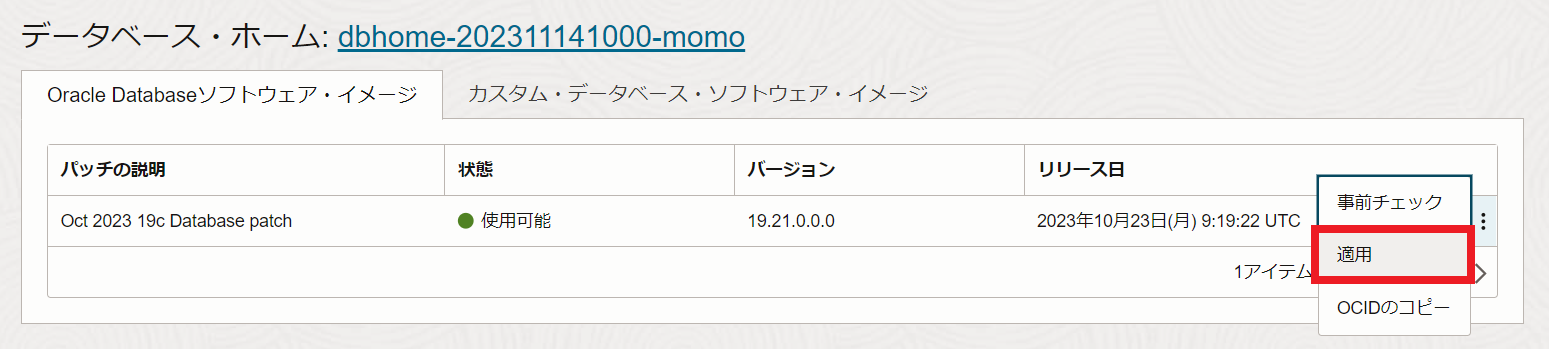 データベース・ホーム: dbhome-202311141000-momo
Oracle Databaseソフトウェア・イメージ カスタム・データベース・ソフトウェア・イメージ
パッチの説明 状態 バージョン リリース日
事前チェック
Oct 2023 19c Database patch 使用可能 19.21.0.0.0 2023年10月23日(月) 9:19:22 UTC
適用
1アイテム
OCIDのコピー